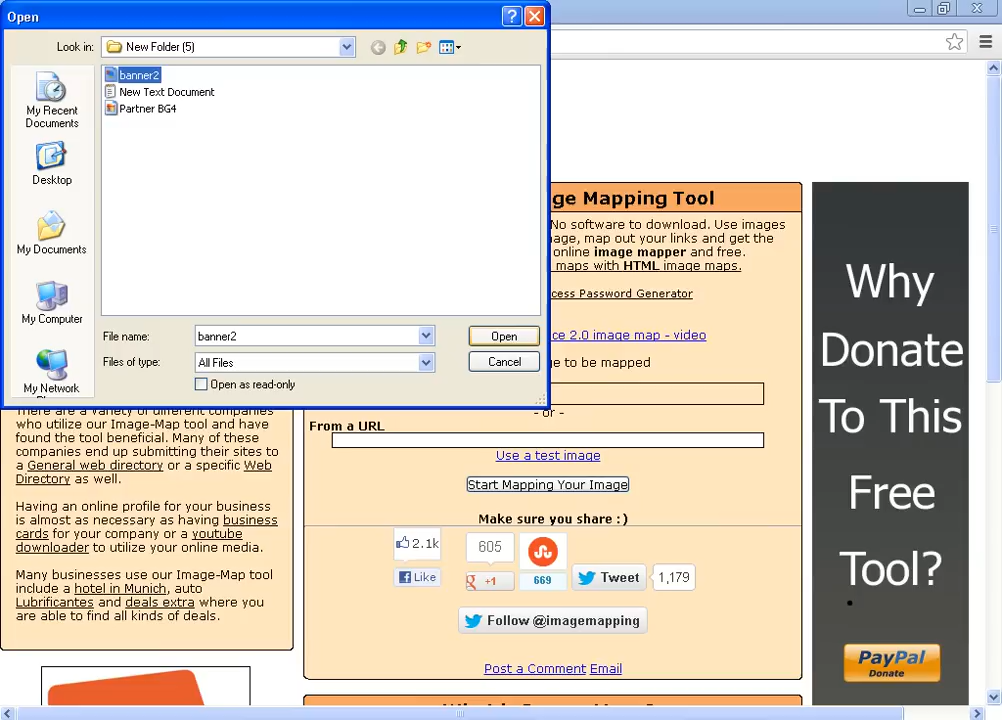 Open
Look in:
New Folder (5)
banner2
New Text Document
Partner BG4
My Recent
Documents
Desktop
My Documents
My Computer
My Network
File name:
banner2
Open
Files of type:
All Files
Cancel
Open as read-only
ge Mapping Tool
No software to download. Use images
age, map out your links and get the
online image mapper and free.
maps with HTML image maps.
cess Password Generator
ce 2.0 image map - video
ge to be mapped
- or -
From a URL
Use a test image
Start Mapping Your Image
Make sure you share :)
2.1k
605
Like
+1
669
Tweet
1,179
Follow @imagemapping
Post a Comment Email
There are a variety of different companies
who utilize our Image-Map tool and have
found the tool beneficial. Many of these
companies end up submitting their sites to
a General web directory or a specific Web
Directory as well.
Having an online profile for your business
is almost as necessary as having business
cards for your company or a youtube
downloader to utilize your online media.
Many businesses use our Image-Map tool
include a hotel in Munich, auto
Lubrificantes and deals extra where you
are able to find all kinds of deals.
Why
Donate
To This
Free
Tool?
PayPal
Donate